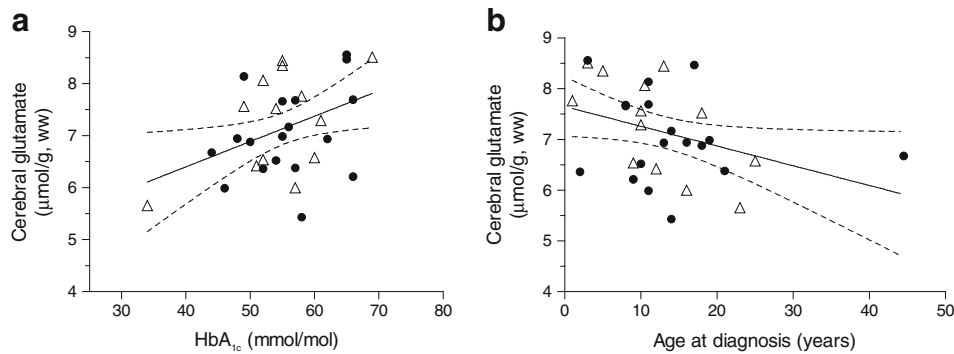 a
Cerebral glutamate
(µmol/g, ww)
9
8
7
6
5
4
30 40 50 60 70 80
HbA1c (mmol/mol)
b
Cerebral glutamate
(µmol/g, ww)
9
8
7
6
5
4
0 10 20 30 40 50
Age at diagnosis (years)